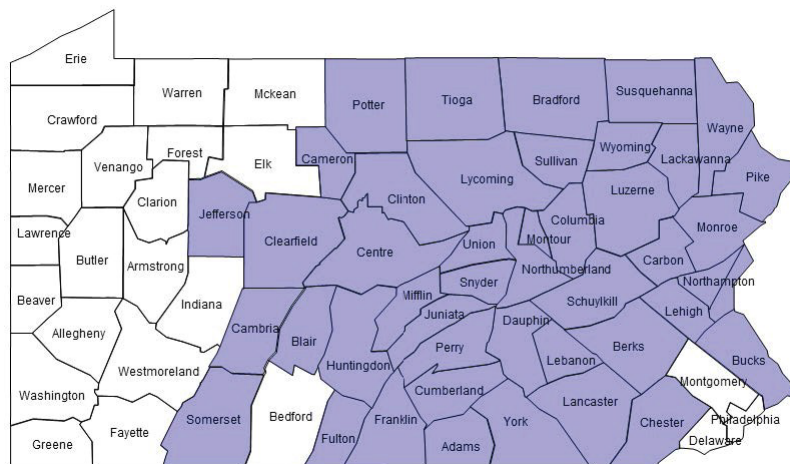 Erie
Warren
Mckean
Potter
Tioga
Bradford
Susquehanna
Wayne
Crawford
Forest
Elk
Cameron
Sullivan
Wyoming
Lackawanna
Pike
Mercer
Venango
Clarion
Jefferson
Clinton
Lycoming
Luzerne
Columbia
Monroe
Lawrence
Butler
Armstrong
Clearfield
Centre
Union
Montour
Northumberland
Carbon
Northampton
Beaver
Indiana
Snyder
Mifflin
Juniata
Dauphin
Schuylkill
Lehigh
Allegheny
Cambria
Blair
Huntingdon
Perry
Lebanon
Berks
Bucks
Westmoreland
Montgomery
Washington
Somerset
Bedford
Cumberland
Lancaster
Chester
Philadelphia
Greene
Fayette
Fulton
Franklin
Adams
York
Delaware